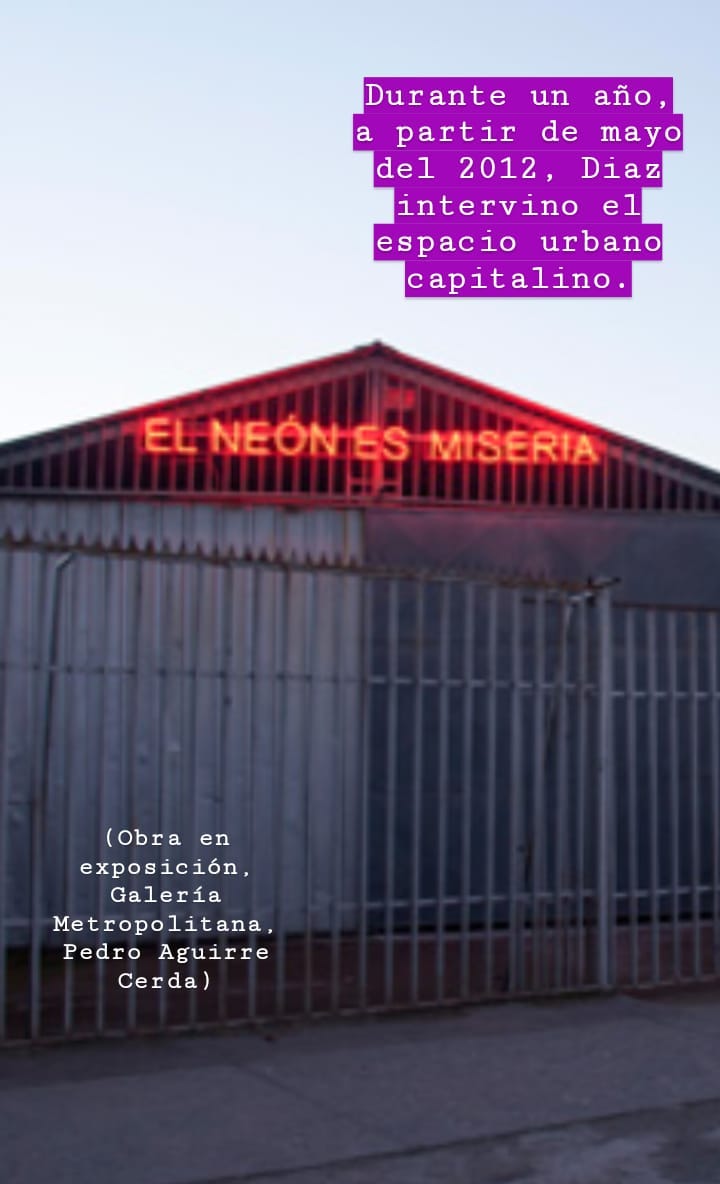 Durante un año,
a partir de mayo
del 2012, Diaz
intervino el
espacio urbano
capitalino.
EL NEÓN ES MISERIA
(Obra en
exposición,
Galería
Metropolitana,
Pedro Aguirre
Cerda)